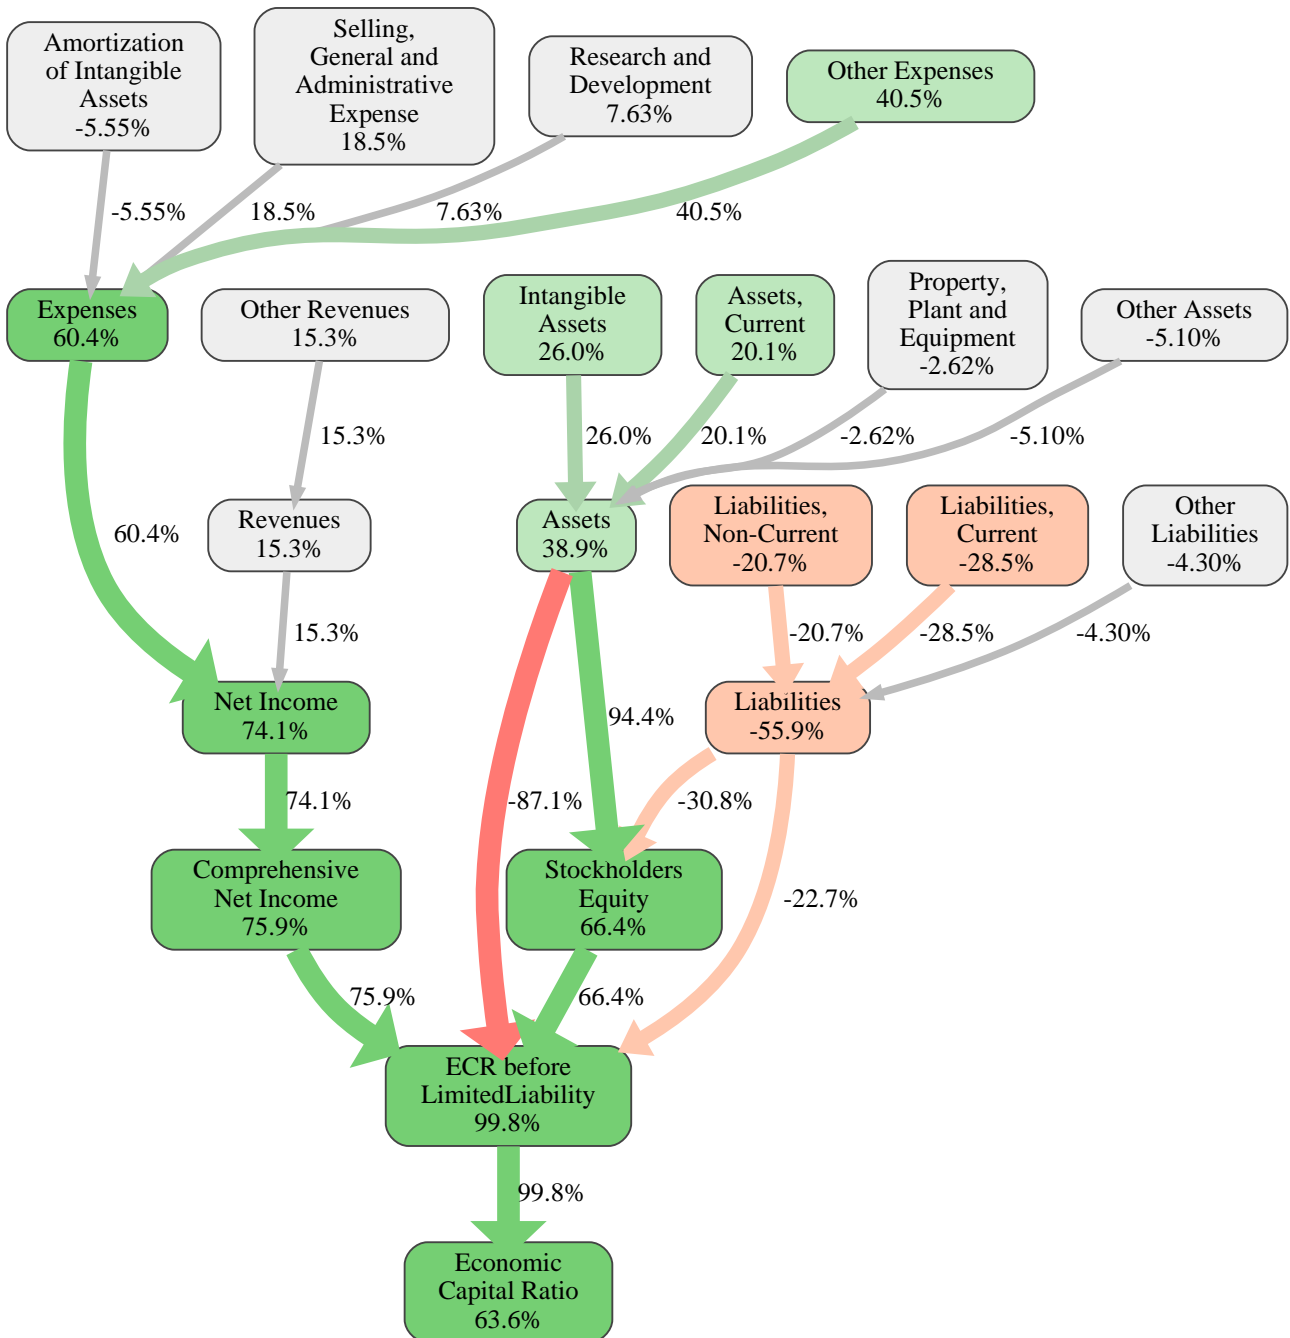 Amortization
of Intangible
Assets
-5.55%
Selling,
General and
Administrative
Expense
18.5%
Research and
Development
7.63%
Other Expenses
40.5%
-5.55%
18.5%
7.63%
40.5%
Expenses
60.4%
Other Revenues
15.3%
Intangible
Assets
26.0%
Assets,
Current
20.1%
Property,
Plant and
Equipment
-2.62%
Other Assets
-5.10%
15.3%
26.0%
20.1%
-2.62%
-5.10%
60.4%
Revenues
15.3%
Assets
38.9%
Liabilities,
Non-Current
-20.7%
Liabilities,
Current
-28.5%
Other
Liabilities
-4.30%
15.3%
-20.7%
-28.5%
-4.30%
Net Income
74.1%
94.4%
Liabilities
-55.9%
74.1%
-87.1%
-30.8%
Comprehensive
Net Income
75.9%
Stockholders
Equity
66.4%
-22.7%
75.9%
66.4%
ECR before
LimitedLiability
99.8%
99.8%
Economic
Capital Ratio
63.6%